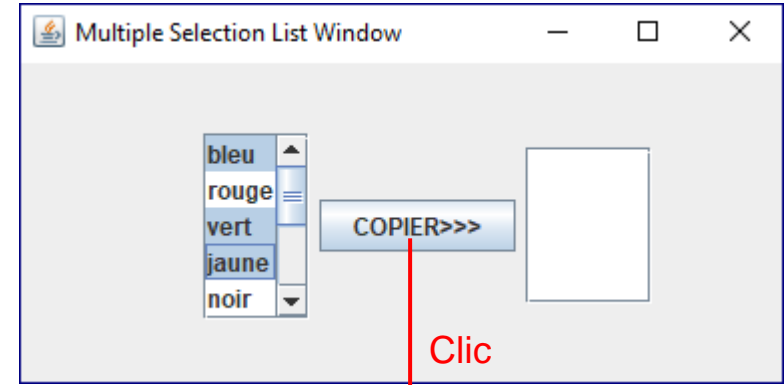 Multiple Selection List Window
bleu
rouge
vert
jaune
noir
COPIER>>>
Clic